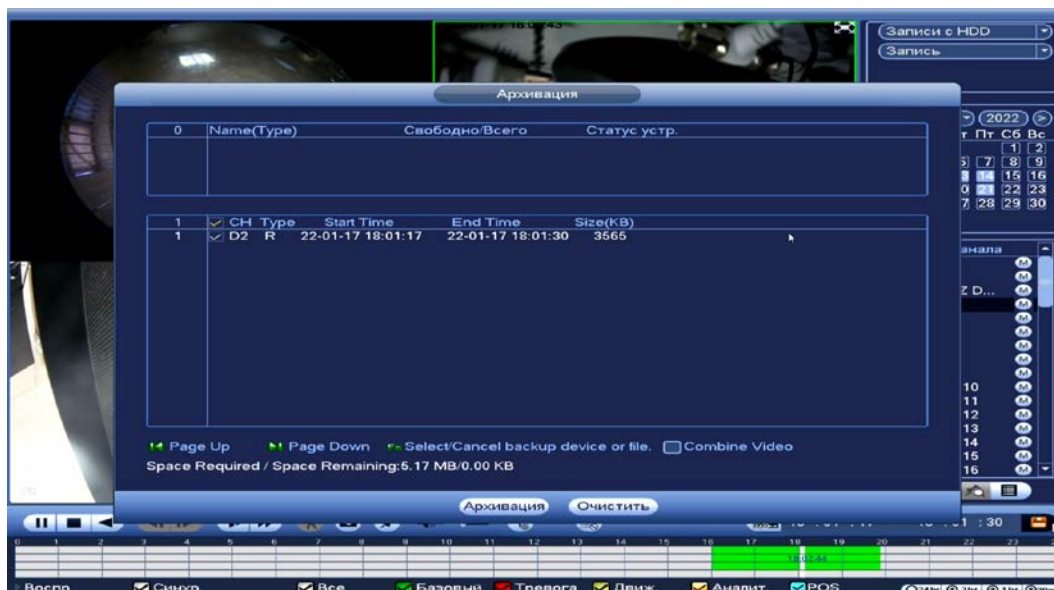 Записи с HDD
Запись
Архивация
2022
Пт Сб Вс
1 2
7 8 9
14 15 16
21 22 23
28 29 30
0 Name(Type) Свободно/Всего Статус устр.
1 CH Type Start Time End Time Size(KB)
1 D2 R 22-01-17 18:01:17 22-01-17 18:01:30 3565
Z D...
10
11
12
13
14
15
16
Page Up Page Down Fn Select/Cancel backup device or file. Combine Video
Space Required / Space Remaining:5.17 MB/0.00 KB
Архивация Очистить
0 1 2 3 4 5 6 7 8 9 10 11 12 13 14 15 16 17 18 19 20 21 22 23
18:02:44
Синхр Все Базовый Тревога Движ Аналит POS